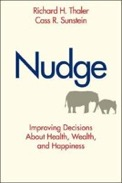 Richard H. Thaler
Cass R. Sunstein
Nudge
Improving Decisions
About Health, Wealth,
and Happiness